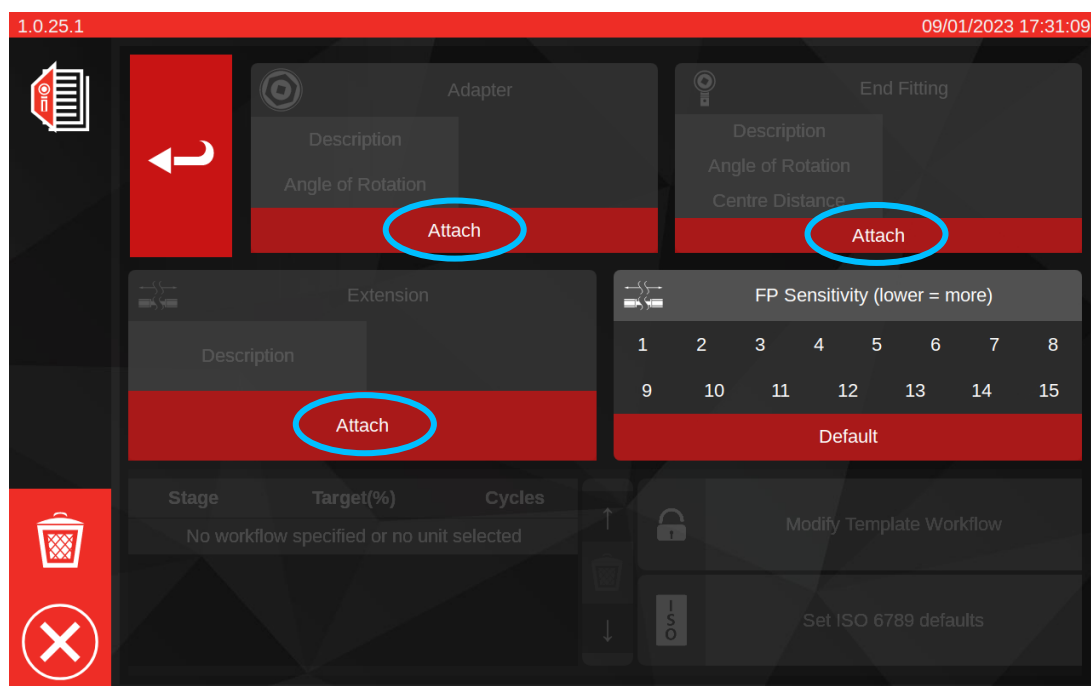 1.0.25.1 09/01/2023 17:31:09
Adapter
Description
Angle of Rotation
Attach
End Fitting
Description
Angle of Rotation
Centre Distance
Attach
Extension
Description
Attach
FP Sensitivity (lower = more)
1 2 3 4 5 6 7 8
9 10 11 12 13 14 15
Default
Stage Target(%) Cycles
No workflow specified or no unit selected
Modify Template Workflow
ISO
Set ISO 6789 defaults